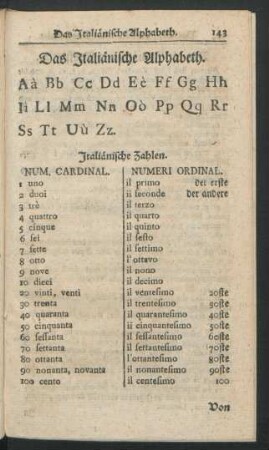 Das Italiänische Alphabeth. 143
Das Italiänische Alphabeth.
Aà Bb Cc Dd Eè Ff Gg Hh
Ii Ll Mm Nn Oò Pp Qq Rr
Ss Tt Uù Zz.
Italiänische Zahlen.
NUM. CARDINAL. NUMERI ORDINAL.
1 uno il primo der erste
2 duoi il seconde der andere
3 trè il terzo
4 quattro il quarto
5 cinque il quinto
6 sei il sesto
7 sette il settimo
8 otto l'ottavo
9 nove il nono
10 dieci il decimo
20 vinti, venti il ventesimo 20ste
30 trenta il trentesimo 30ste
40 quaranta il quarantesimo 40ste
50 cinquanta il cinquantesimo 50ste
60 sessanta il sessantesimo 60ste
70 settanta il settantesimo 70ste
80 ottanta l'ottantesimo 80ste
90 nonanta, novanta il nonantesimo 90ste
100 cento il centesimo 100
Von